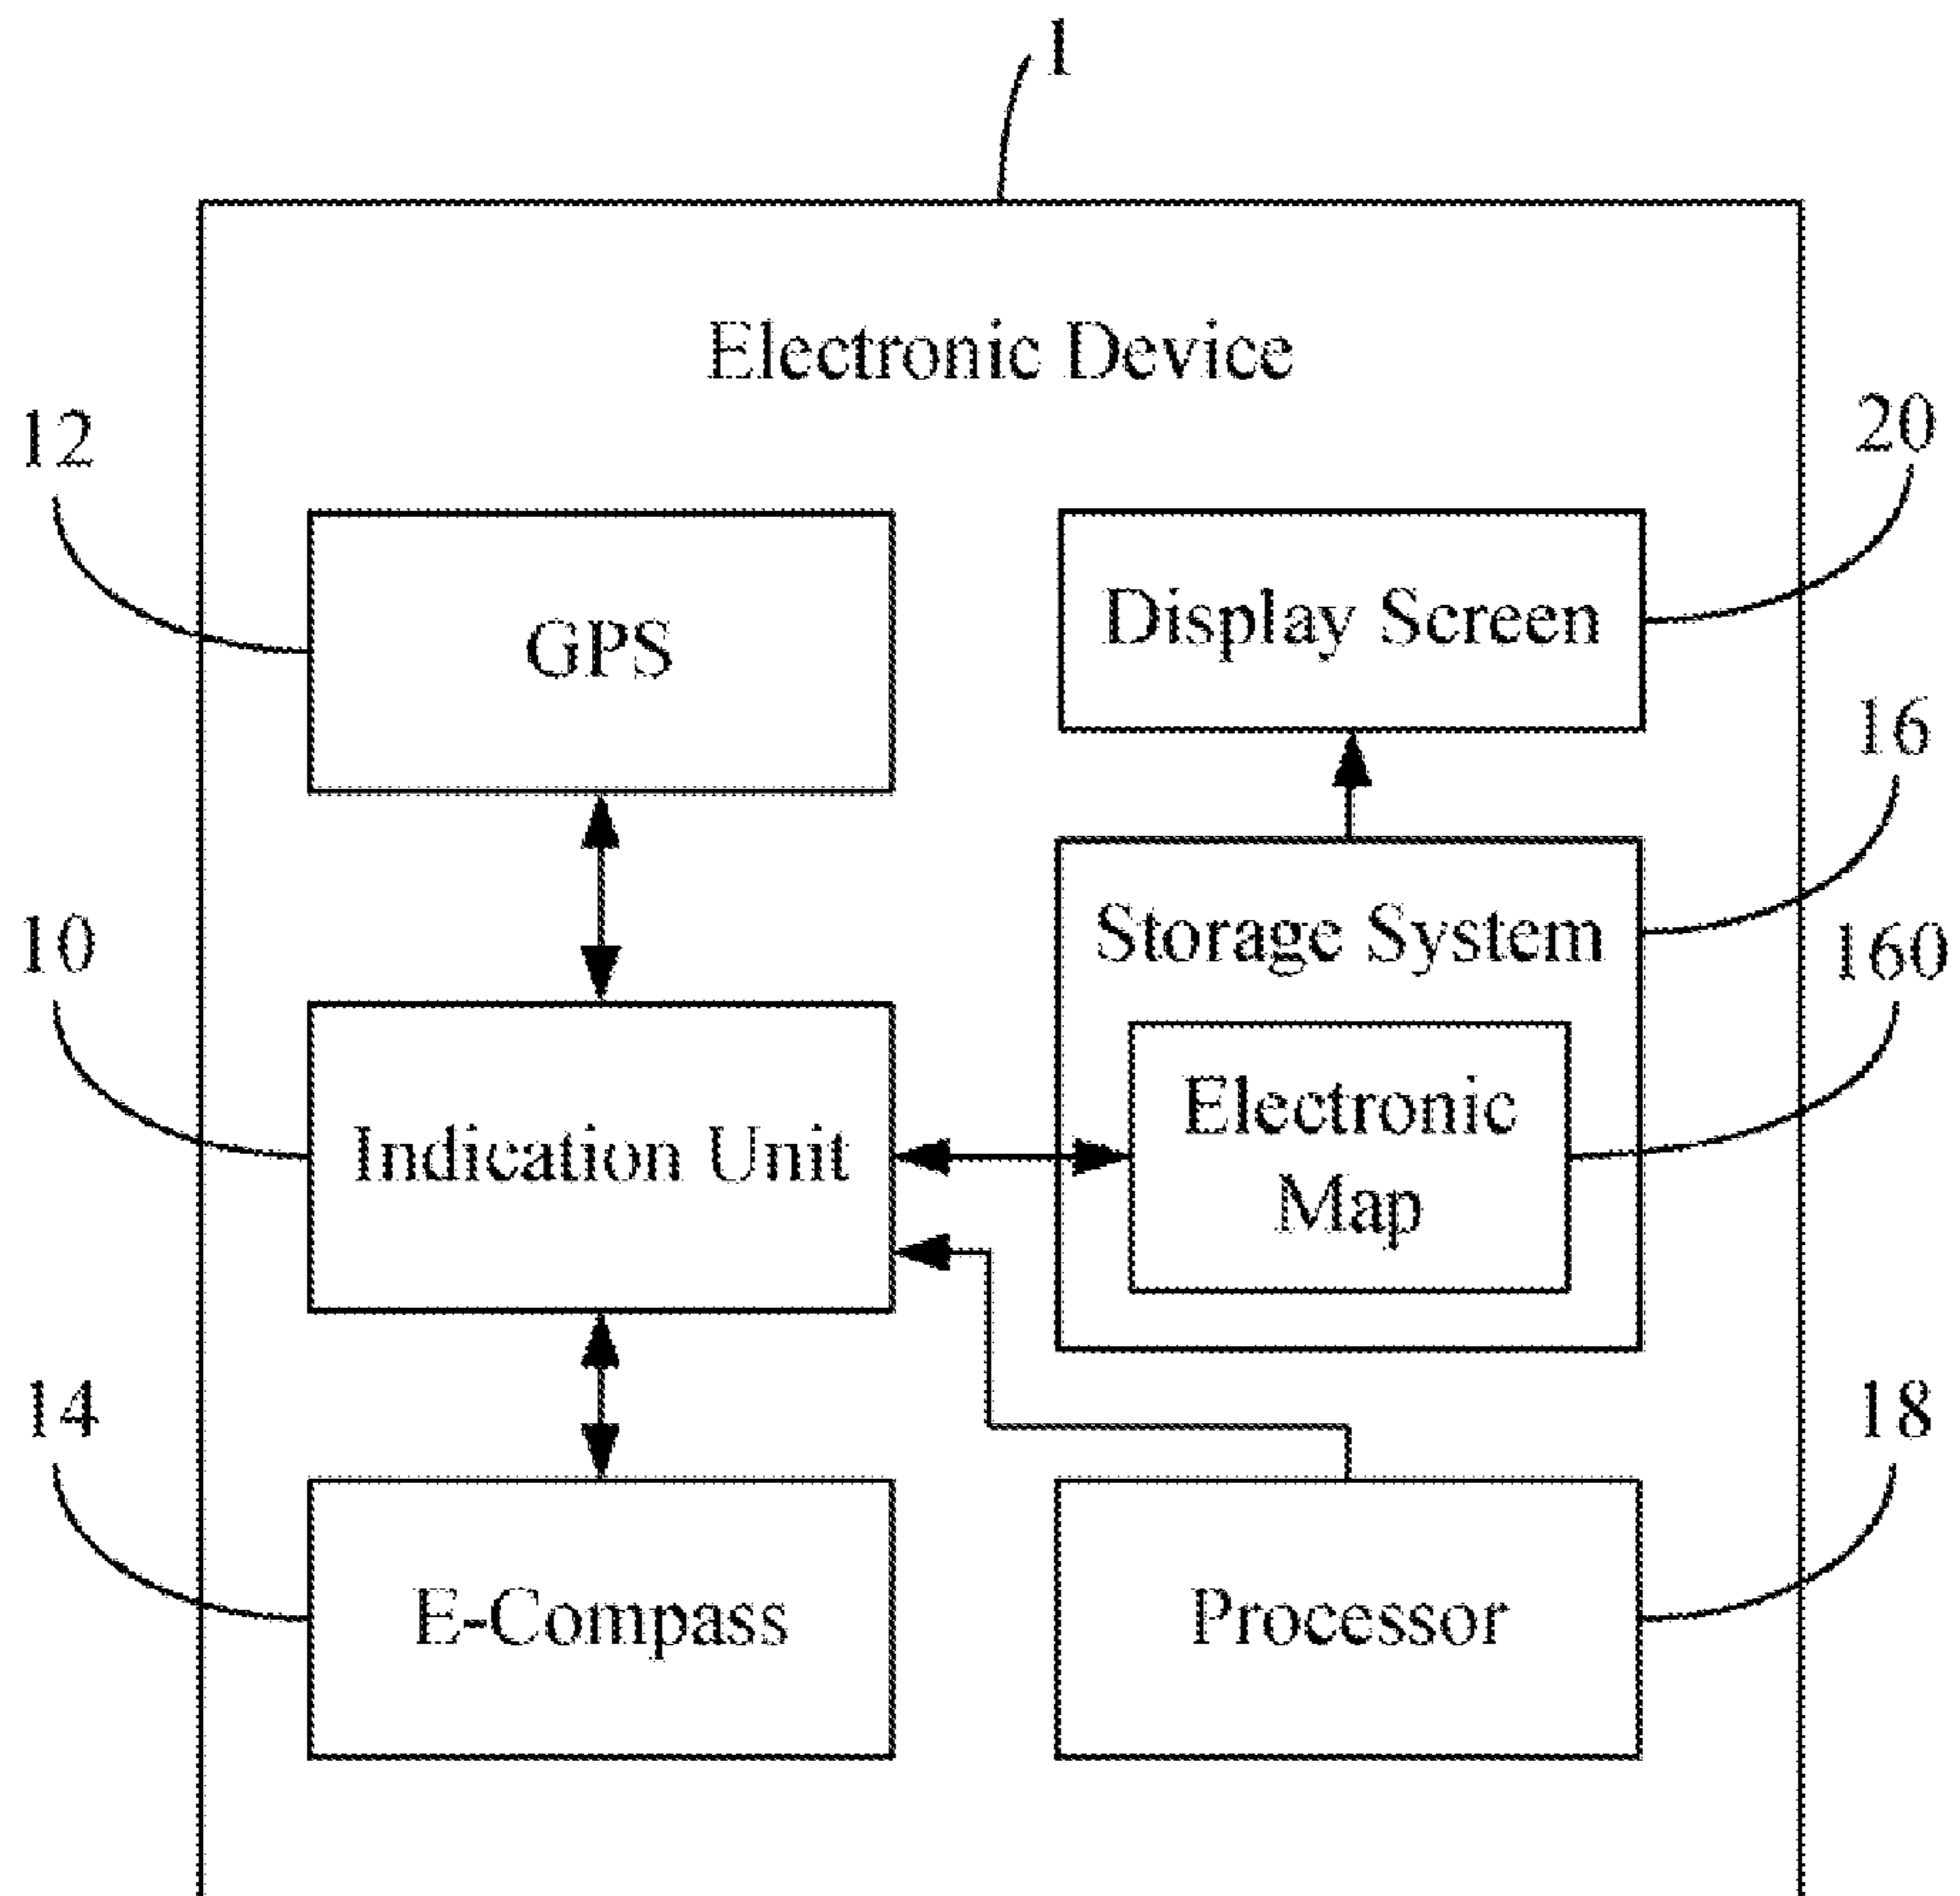 1
Electronic Device
12
20
GPS
Display Screen
16
10
Storage System
160
Indication Unit
Electronic
Map
14
18
E-Compass
Processor